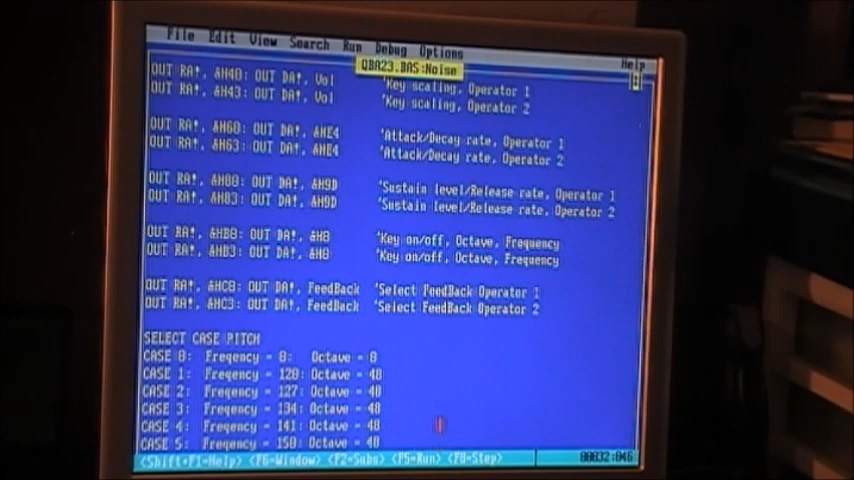 File Edit View Search Run Debug Options Help
QBA23.BAS:Noise
OUT RA!, &H40: OUT DA!, Vol 'Key scaling, Operator 1
OUT RA!, &H43: OUT DA!, Vol 'Key scaling, Operator 2
OUT RA!, &H60: OUT DA!, &HE4 'Attack/Decay rate, Operator 1
OUT RA!, &H63: OUT DA!, &HE4 'Attack/Decay rate, Operator 2
OUT RA!, &H80: OUT DA!, &H9D 'Sustain level/Release rate, Operator 1
OUT RA!, &H83: OUT DA!, &H9D 'Sustain level/Release rate, Operator 2
OUT RA!, &HB0: OUT DA!, &H0 'Key on/off, Octave, Frequency
OUT RA!, &HB3: OUT DA!, &H0 'Key on/off, Octave, Frequency
OUT RA!, &HC0: OUT DA!, FeedBack 'Select FeedBack Operator 1
OUT RA!, &HC3: OUT DA!, FeedBack 'Select FeedBack Operator 2
SELECT CASE PITCH
CASE 0: Freqency = 0: Octave = 0
CASE 1: Freqency = 120: Octave = 40
CASE 2: Freqency = 127: Octave = 40
CASE 3: Freqency = 134: Octave = 40
CASE 4: Freqency = 141: Octave = 40
CASE 5: Freqency = 150: Octave = 40
<Shift+F1=Help> <F6=Window> <F2=Subs> <F5=Run> <F8=Step> 00032:046